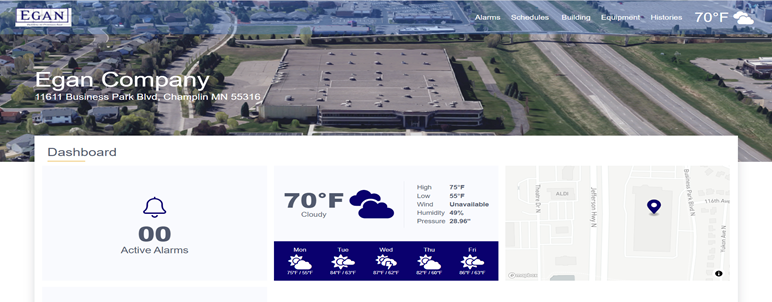 EGAN
Alarms Schedules Building Equipment Histories 70°F
Egan Company
11611 Business Park Blvd, Champlin MN 55316
Dashboard
00
Active Alarms
70°F
Cloudy
High 75°F
Low 55°F
Wind Unavailable
Humidity 49%
Pressure 28.96"
Mon Tue Wed Thu Fri
75°F / 55°F 84°F / 63°F 87°F / 62°F 82°F / 60°F 86°F / 63°F
Theatre Dr N
ALDI
Jefferson Hwy N
Business Park Blvd N
114th Ave
Yukon Ave N
mapbox